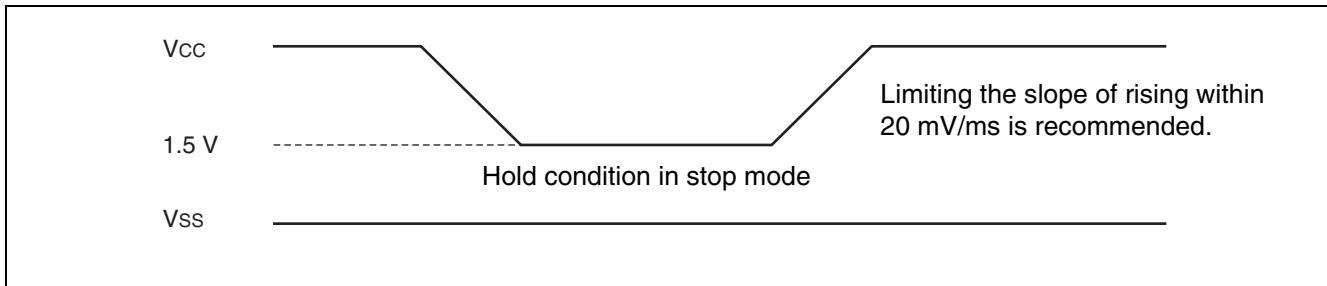 Vcc
Limiting the slope of rising within
20 mV/ms is recommended.
1.5 V
Hold condition in stop mode
Vss